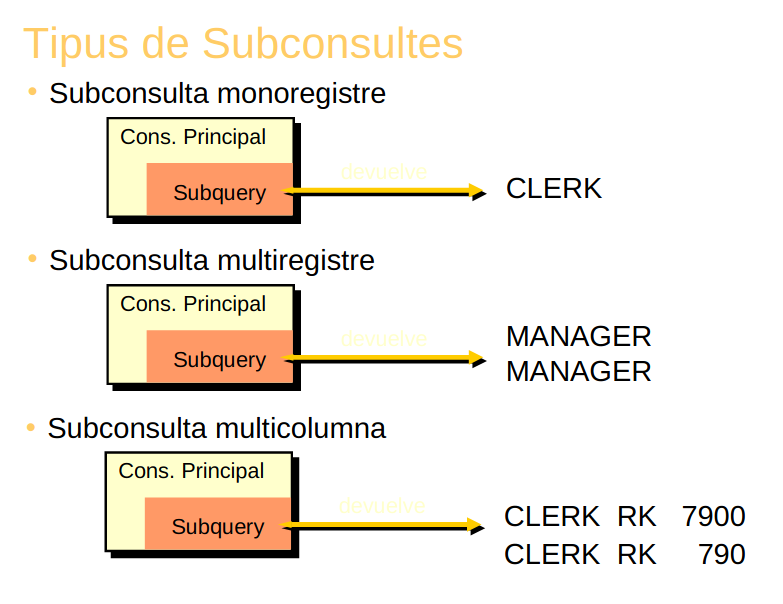 Tipus de Subconsultes
• Subconsulta monoregistre
Cons. Principal
Subquery
devuelve
CLERK
• Subconsulta multiregistre
Cons. Principal
Subquery
devuelve
MANAGER
MANAGER
• Subconsulta multicolumna
Cons. Principal
Subquery
devuelve
CLERK RK 7900
CLERK RK 790